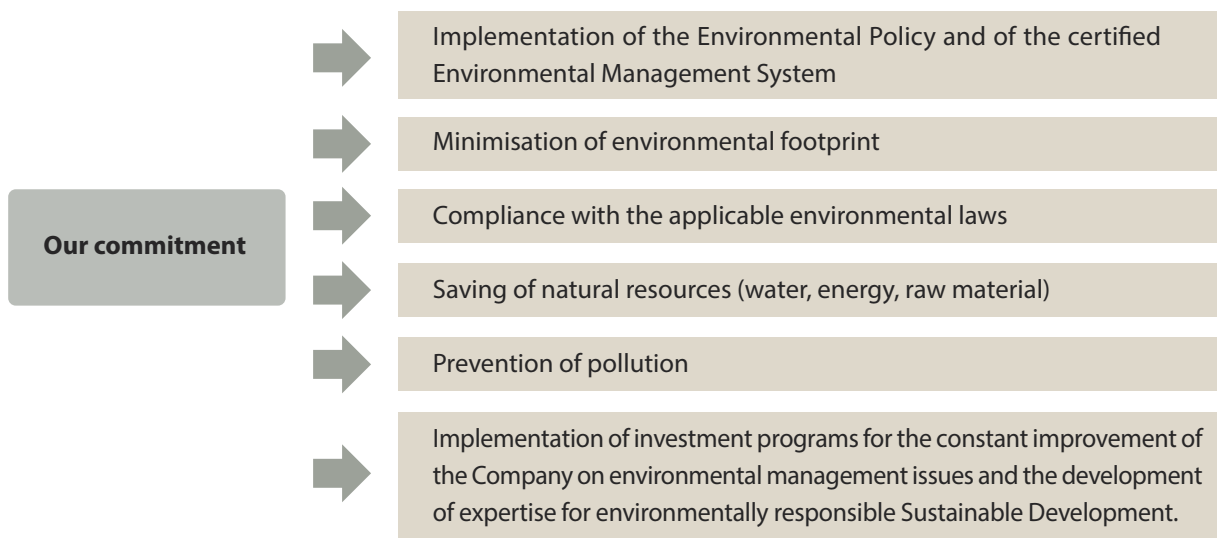 Our commitment
Implementation of the Environmental Policy and of the certified
Environmental Management System
Minimisation of environmental footprint
Compliance with the applicable environmental laws
Saving of natural resources (water, energy, raw material)
Prevention of pollution
Implementation of investment programs for the constant improvement of
the Company on environmental management issues and the development
of expertise for environmentally responsible Sustainable Development.